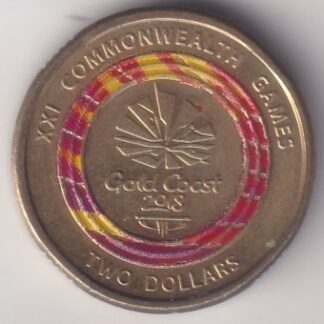 XXI COMMONWEALTH GAMES
Gold Coast
2018
TWO DOLLARS